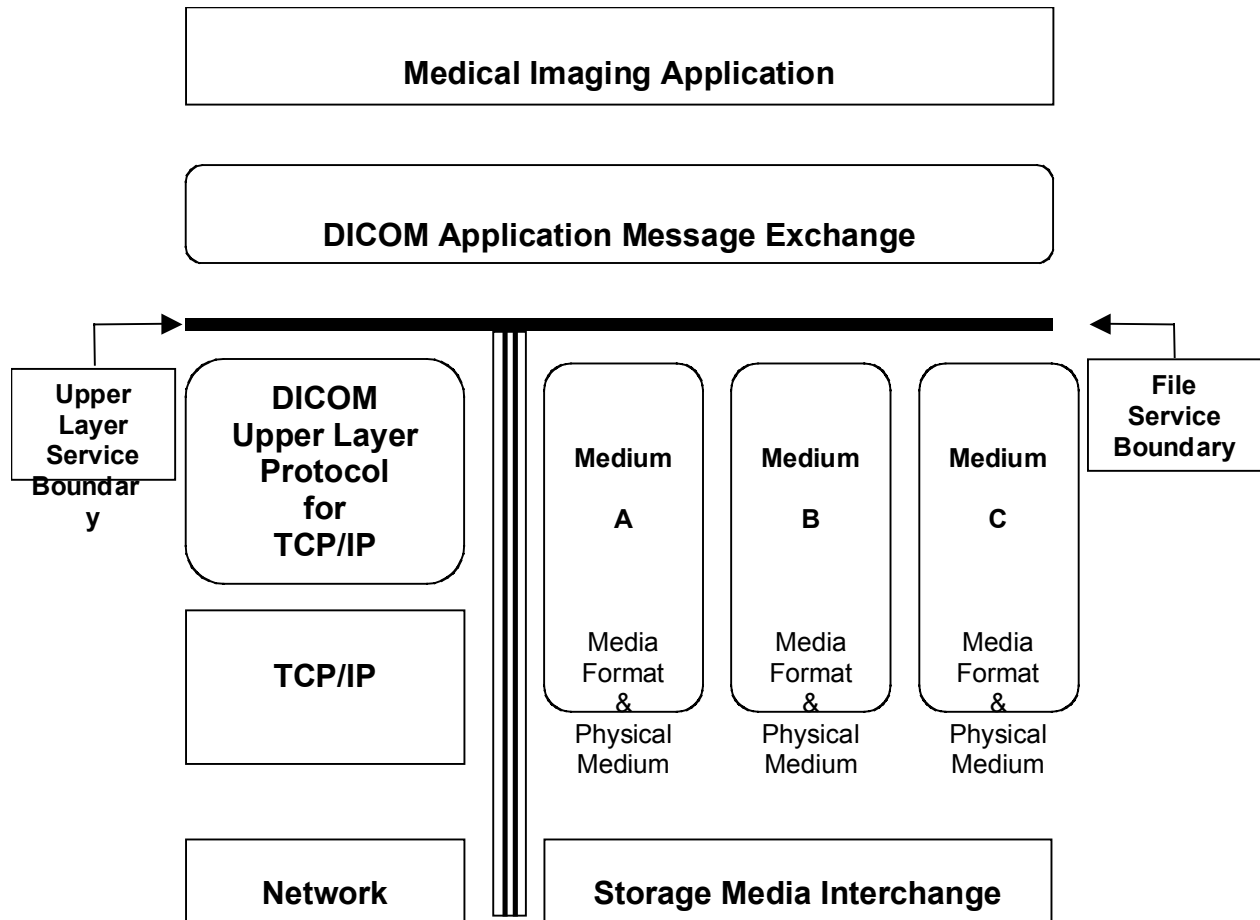 Medical Imaging Application
DICOM Application Message Exchange
Upper
Layer
Service
Boundar
y
DICOM
Upper Layer
Protocol
for
TCP/IP
TCP/IP
Medium
A
Media
Format
&
Physical
Medium
Medium
B
Media
Format
&
Physical
Medium
Medium
C
Media
Format
&
Physical
Medium
File
Service
Boundary
Network
Storage Media Interchange